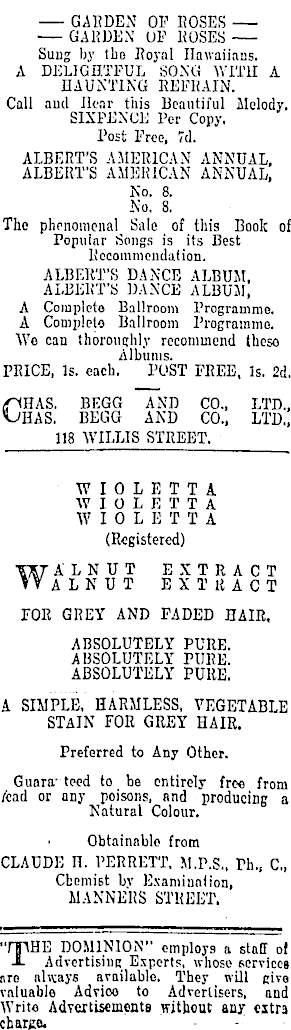 — GARDEN OF ROSES —
— GARDEN OF ROSES —
Sung by the Royal Hawaiians.
A DELIGHTFUL SONG WITH A
HAUNTING REFRAIN.
Call and Hear this Beautiful Melody.
SIXPENCE Per Copy.
Post Free, 7d.
ALBERT'S AMERICAN ANNUAL,
ALBERT'S AMERICAN ANNUAL,
No. 8.
No. 8.
The phenomenal Sale of this Book of
Popular Songs is its Best
Recommendation.
ALBERT'S DANCE ALBUM,
ALBERT'S DANCE ALBUM,
A Complete Ballroom Programme.
A Complete Ballroom Programme.
We can thoroughly recommend these
Albums.
PRICE, 1s. each. POST FREE, 1s. 2d.
CHAS. BEGG AND CO., LTD.,
CHAS. BEGG AND CO., LTD.,
118 WILLIS STREET.
WIOLETTA
WIOLETTA
WIOLETTA
(Registered)
WALNUT EXTRACT
WALNUT EXTRACT
FOR GREY AND FADED HAIR.
ABSOLUTELY PURE.
ABSOLUTELY PURE.
ABSOLUTELY PURE.
A SIMPLE, HARMLESS, VEGETABLE
STAIN FOR GREY HAIR.
Preferred to Any Other.
Guara teed to be entirely free from
lead or any poisons, and producing a
Natural Colour.
Obtainable from
CLAUDE H. PERRETT, M.P.S., Ph., C.,
Chemist by Examination,
MANNERS STREET.
"THE DOMINION" employs a staff of
Advertising Experts, whose services
are always available. They will give
valuable Advice to Advertisers, and
Write Advertisements without any extra
charge.